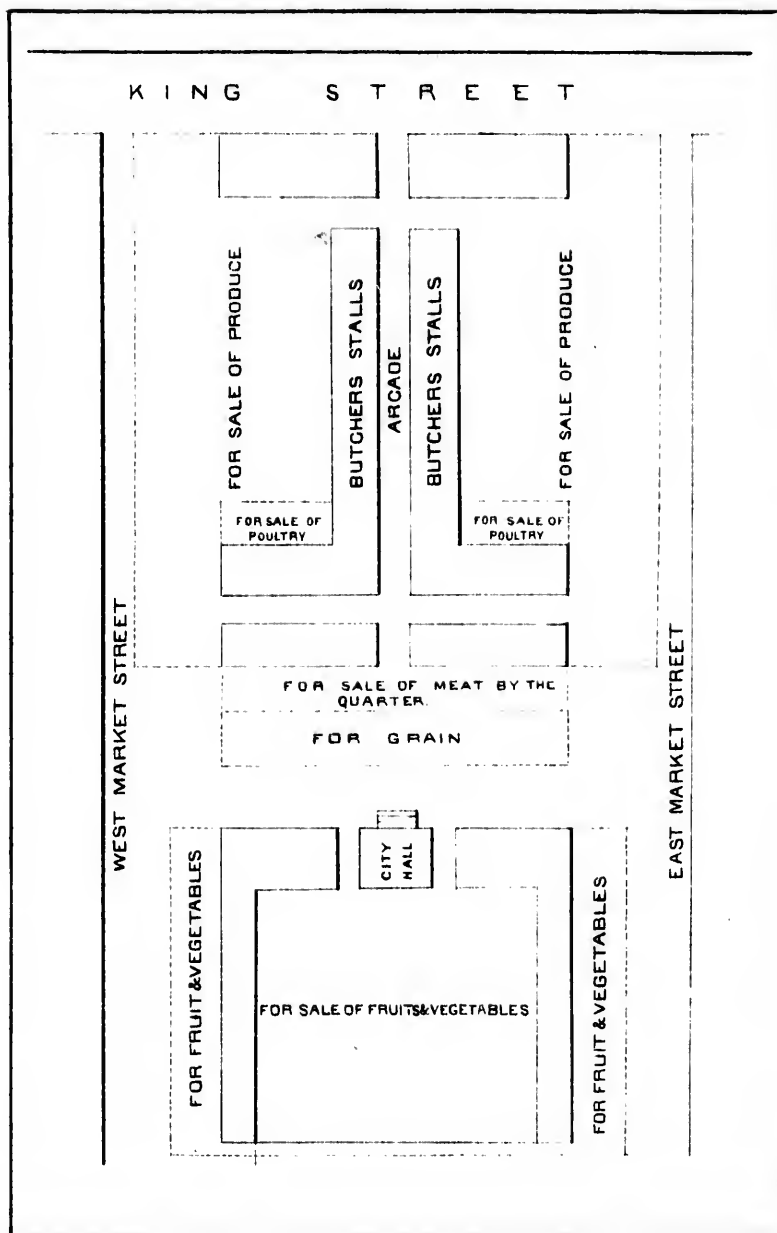 KING STREET
FOR SALE OF PRODUCE
BUTCHERS STALLS
ARCADE
BUTCHERS STALLS
FOR SALE OF PRODUCE
FOR SALE OF
POULTRY
FOR SALE OF
POULTRY
WEST MARKET STREET
EAST MARKET STREET
FOR SALE OF MEAT BY THE
QUARTER.
FOR GRAIN
CITY
HALL
FOR FRUIT & VEGETABLES
FOR SALE OF FRUITS & VEGETABLES
FOR FRUIT & VEGETABLES